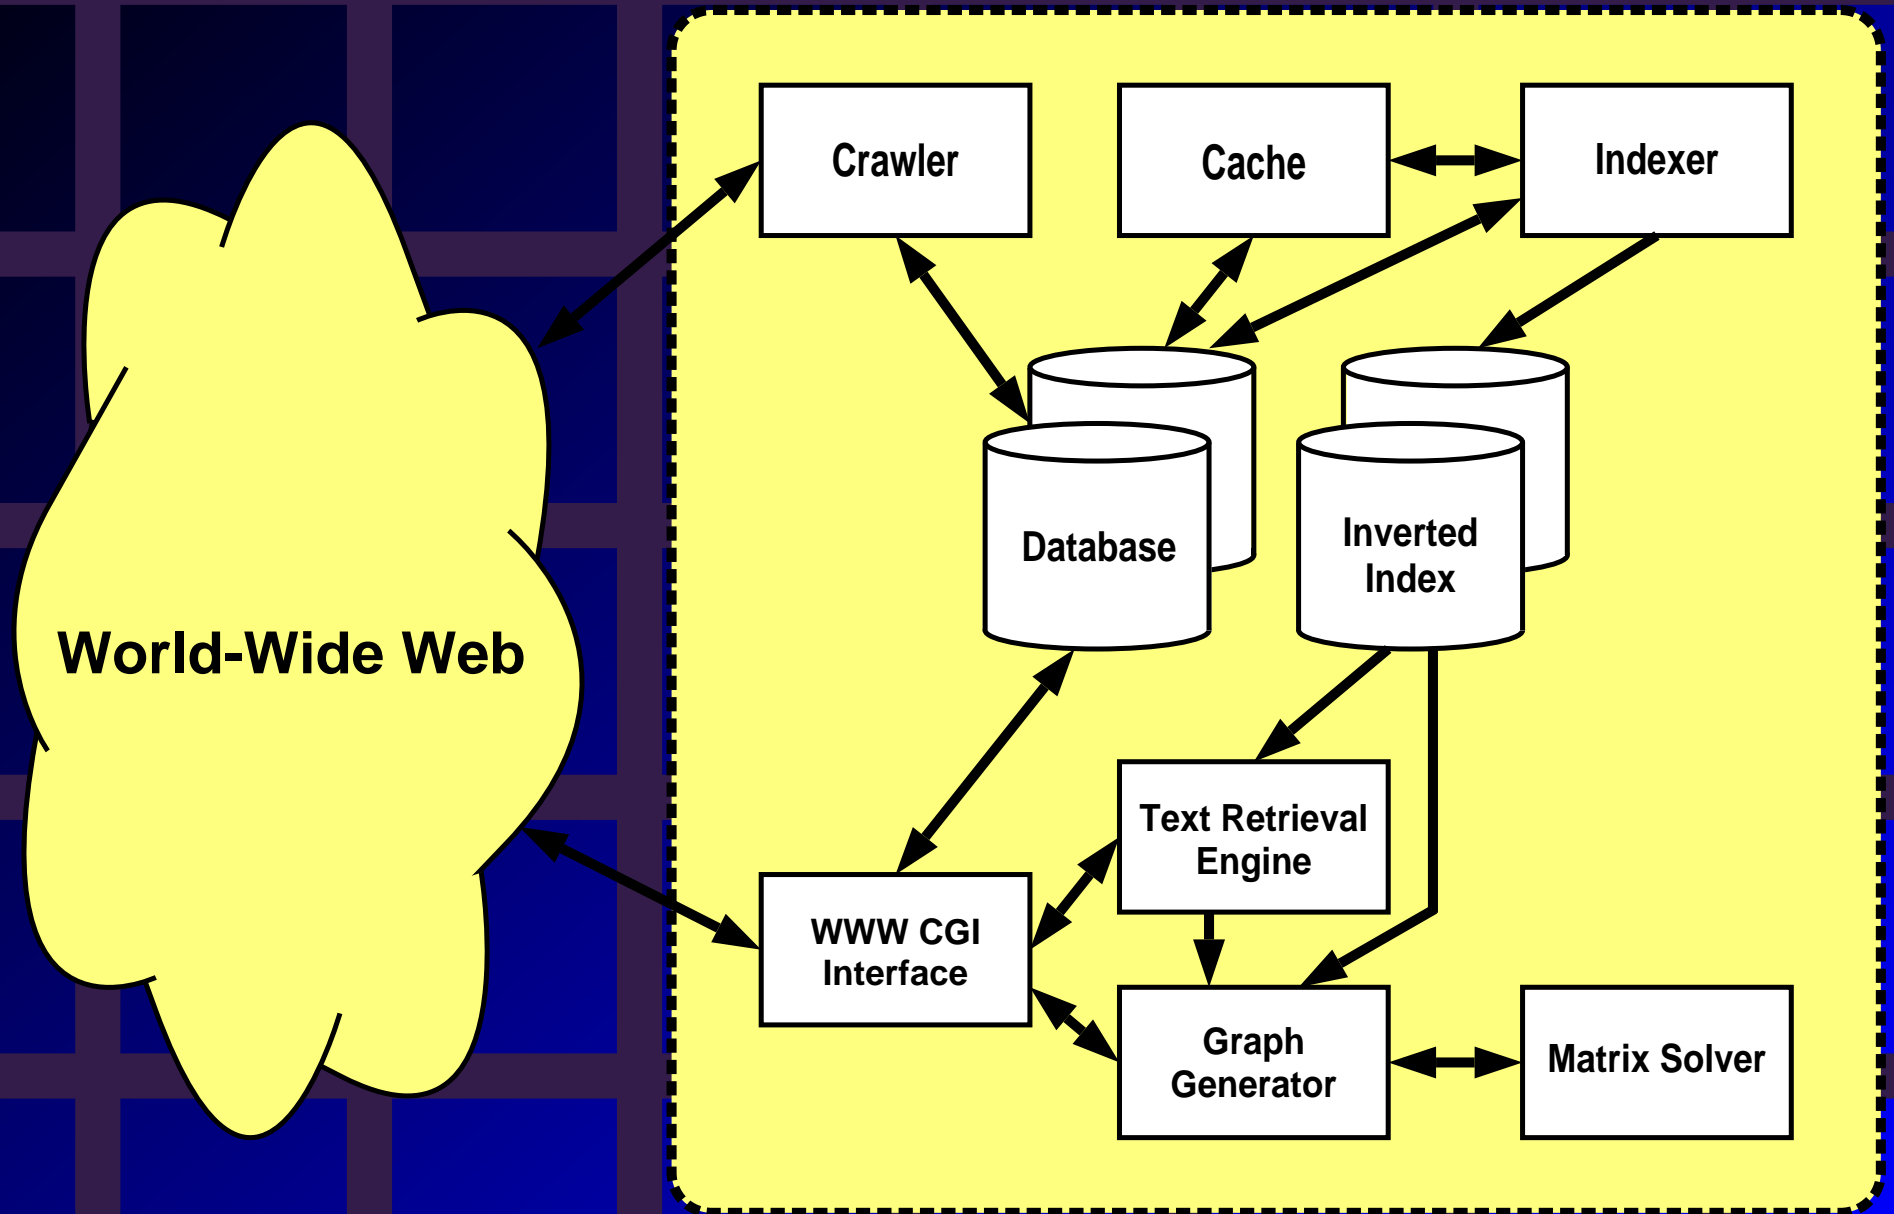 Crawler
Cache
Indexer
Database
Inverted
Index
World-Wide Web
Text Retrieval
Engine
WWW CGI
Interface
Graph
Generator
Matrix Solver